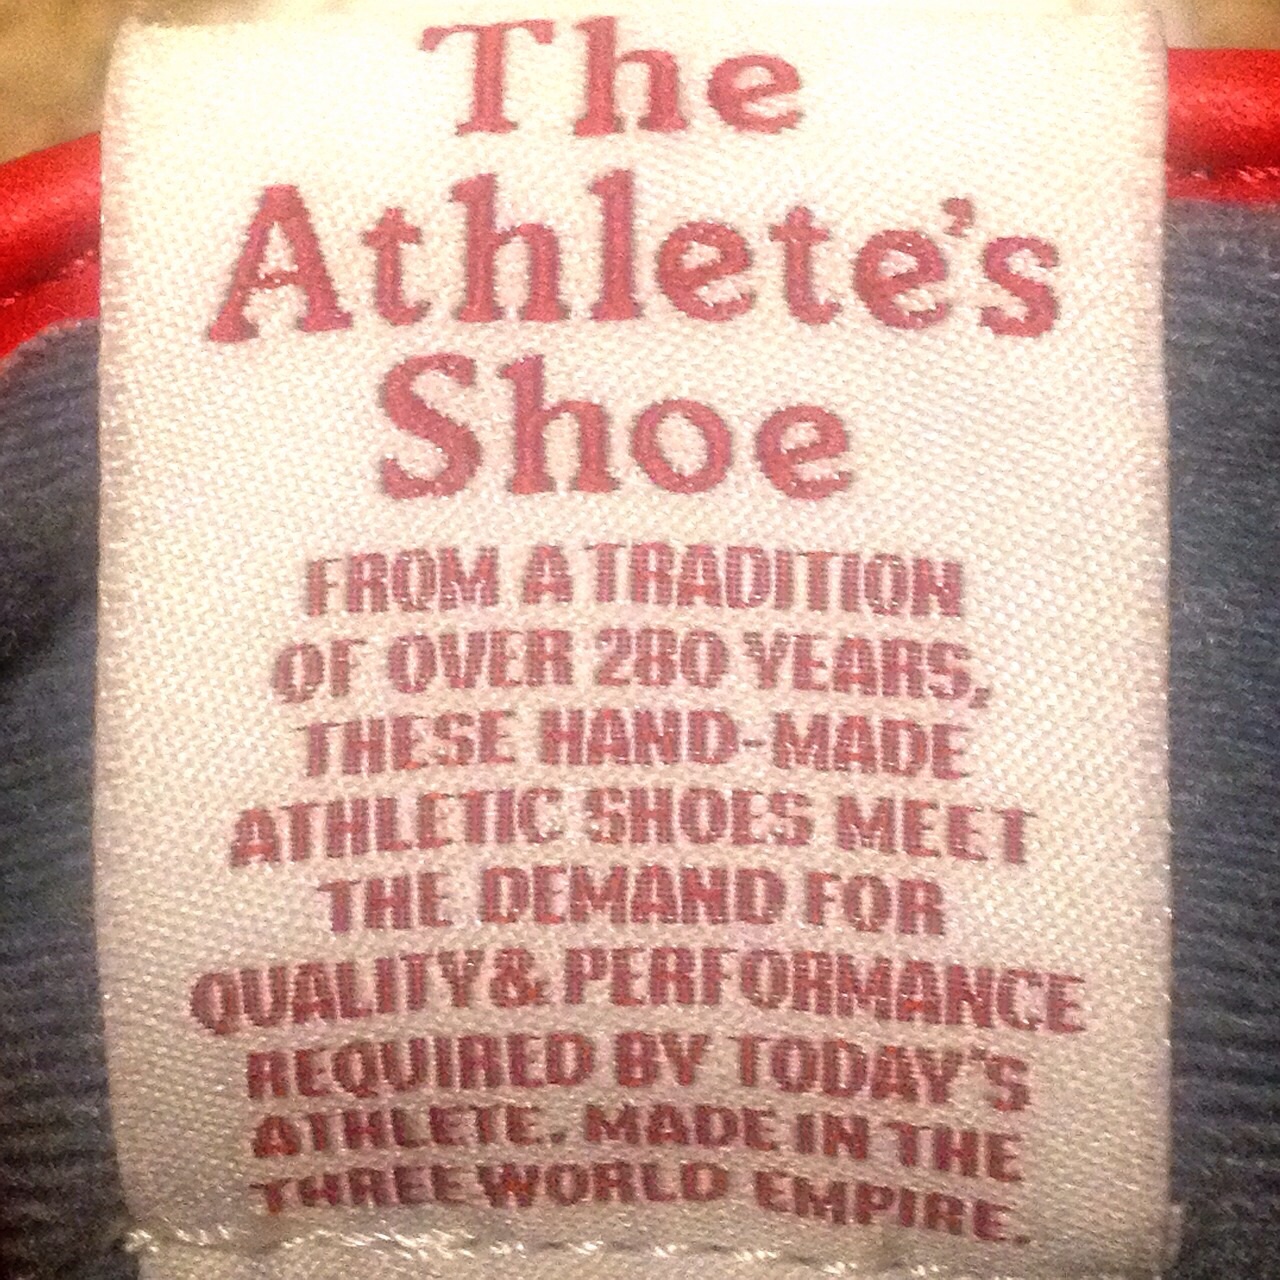 The
Athlete's
Shoe
FROM A TRADITION
OF OVER 280 YEARS,
THESE HAND-MADE
ATHLETIC SHOES MEET
THE DEMAND FOR
QUALITY & PERFORMANCE
REQUIRED BY TODAY'S
ATHLETE. MADE IN THE
THREE WORLD EMPIRE.